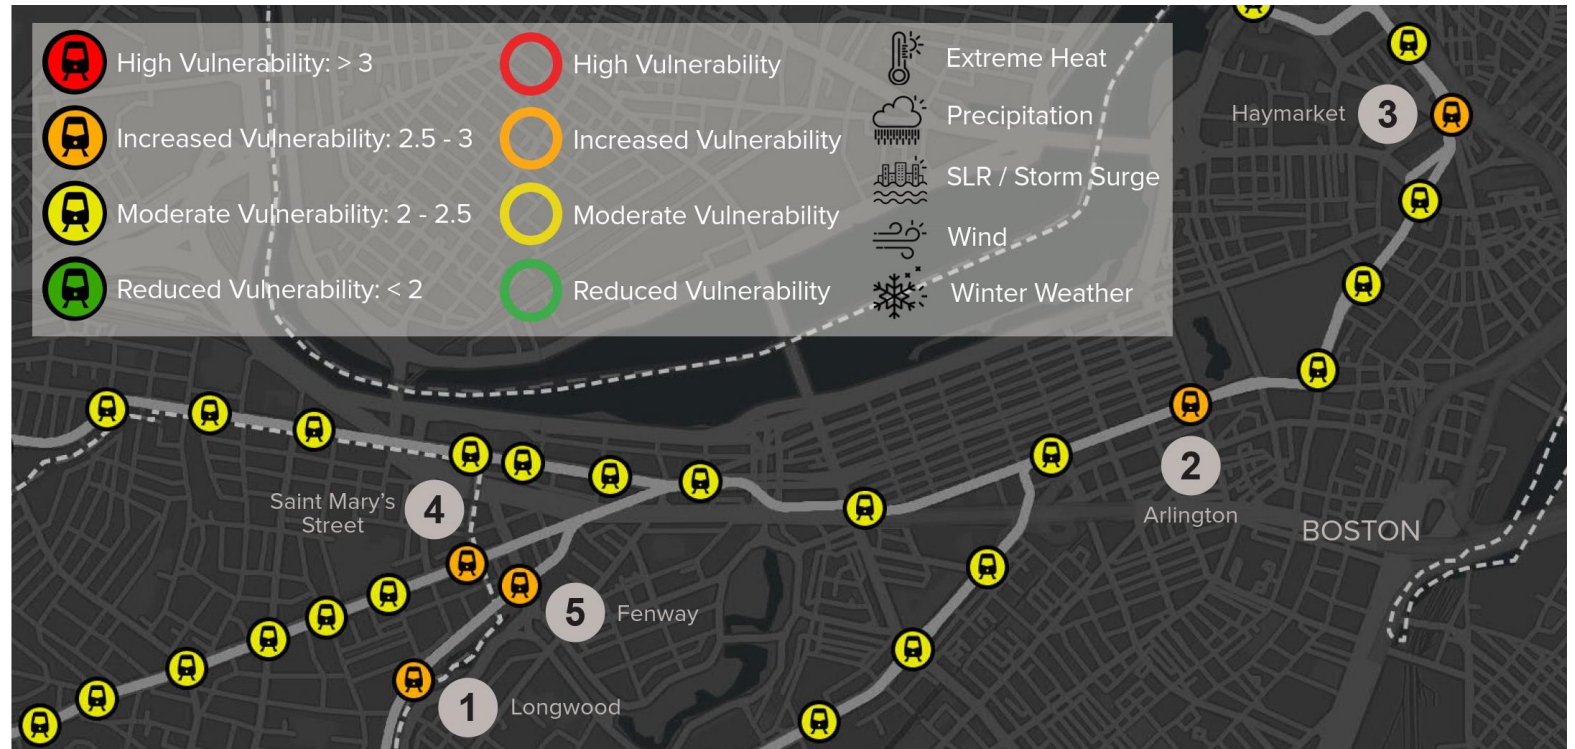 High Vulnerability: > 3
Increased Vulnerability: 2.5 - 3
Moderate Vulnerability: 2 - 2.5
Reduced Vulnerability: < 2
High Vulnerability
Increased Vulnerability
Moderate Vulnerability
Reduced Vulnerability
Extreme Heat
Precipitation
SLR / Storm Surge
Wind
Winter Weather
Haymarket 3
2
Arlington
BOSTON
Saint Mary's
Street
4
5 Fenway
1 Longwood